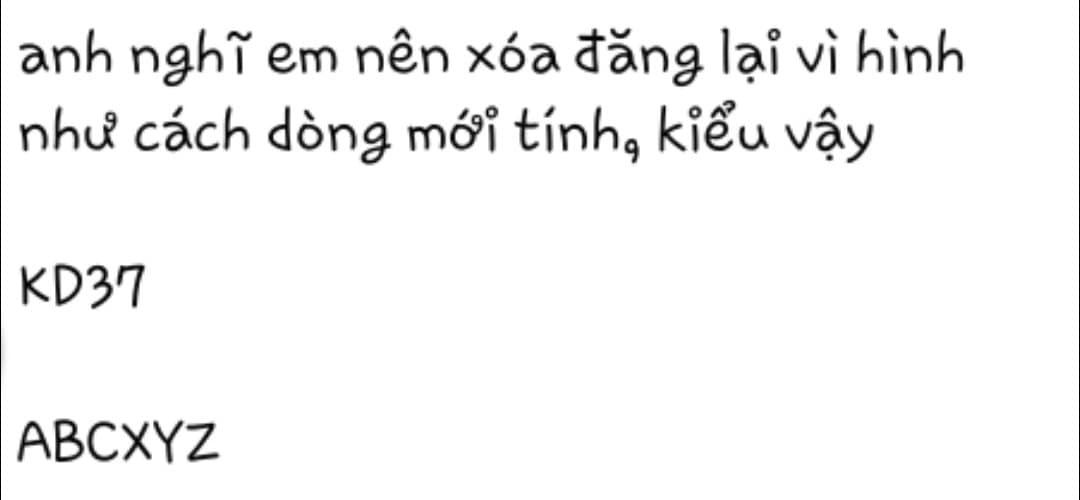 anh nghĩ em nên xóa đăng lại vì hình
như cách dòng mới tính, kiểu vậy
KD37
ABCXYZ